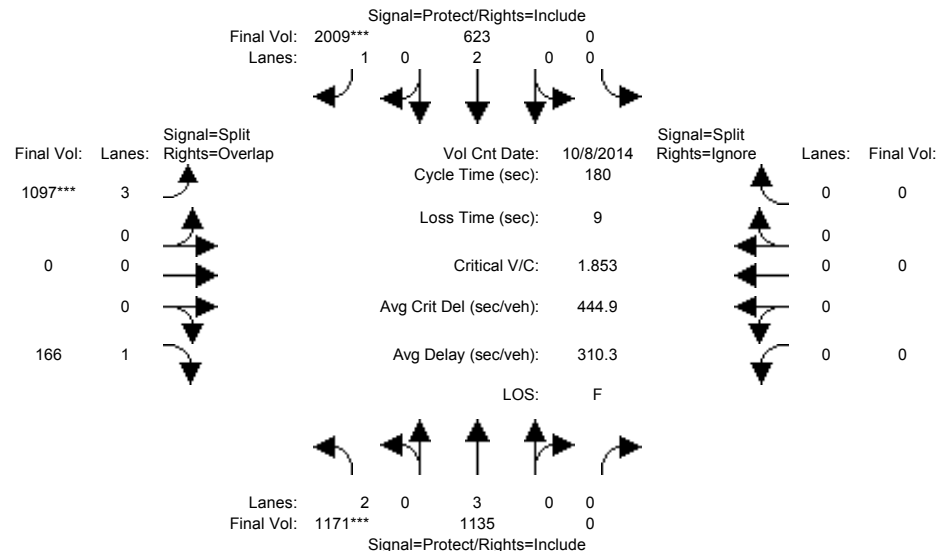 Signal=Protect/Rights=Include
Final Vol: 2009*** 623 0
Lanes: 1 0 2 0 0
Signal=Split Signal=Split
Final Vol: Lanes: Rights=Overlap Vol Cnt Date: 10/8/2014 Rights=Ignore Lanes: Final Vol:
Cycle Time (sec): 180
1097*** 3 0 0
Loss Time (sec): 9
0 0
0 0 Critical V/C: 1.853 0 0
0 Avg Crit Del (sec/veh): 444.9 0
166 1 Avg Delay (sec/veh): 310.3 0 0
LOS: F
Lanes: 2 0 3 0 0
Final Vol: 1171*** 1135 0
Signal=Protect/Rights=Include